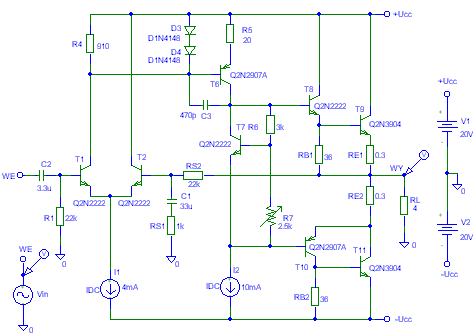 +Ucc
D3
D1N4148
R5
20
R4
910
D4
D1N4148
T6
Q2N2907A
+Ucc
T8
470p C3
Q2N2222
T9
V1
20V
T7 R6
3k
Q2N3904
Q2N2222
T1
T2
RB1
36
RE1
0.3
WY
V
C2
RS2
WE
3.3u
22k
0
Q2N2222
Q2N2222
C1
33u
RE2
0.3
RL
4
R1
22k
R7
2.5k
V2
20V
RS1
1k
0
0
0
Q2N2907A
T11
WE
V
T10
Q2N3904
-Ucc
I1
I2
Vin
IDC
4mA
IDC
10mA
RB2
36
0
-Ucc